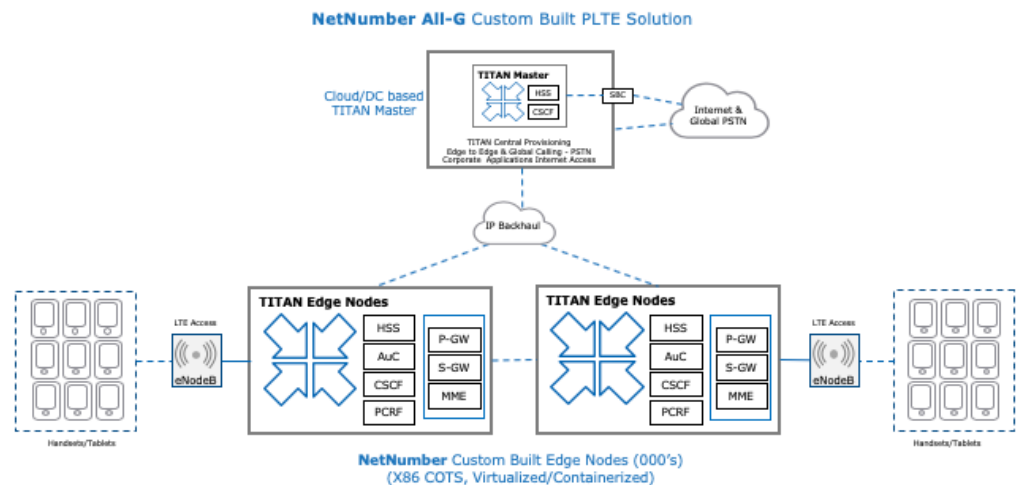 NetNumber All-G Custom Built PLTE Solution
Cloud/DC based
TITAN Master
TITAN Master
HSS
CSCF
SBC
Internet &
Global PSTN
TITAN Central Provisioning
Edge to Edge & Global Calling - PSTN
Corporate Applications Internet Access
IP Backhaul
TITAN Edge Nodes
HSS
AuC
CSCF
PCRF
P-GW
S-GW
MME
TITAN Edge Nodes
HSS
AuC
CSCF
PCRF
P-GW
S-GW
MME
LTE Access
eNodeB
Handsets/Tablets
LTE Access
eNodeB
Handsets/Tablets
NetNumber Custom Built Edge Nodes (000's)
(X86 COTS, Virtualized/Containerized)